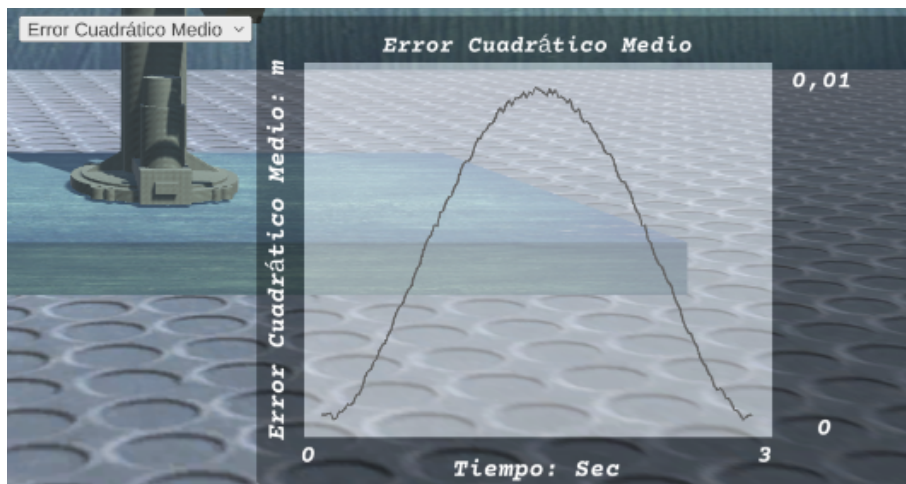 Error Cuadrático Medio
Error Cuadrático Medio
Error Cuadrático Medio: m
0,01
0
0
3
Tiempo: Sec